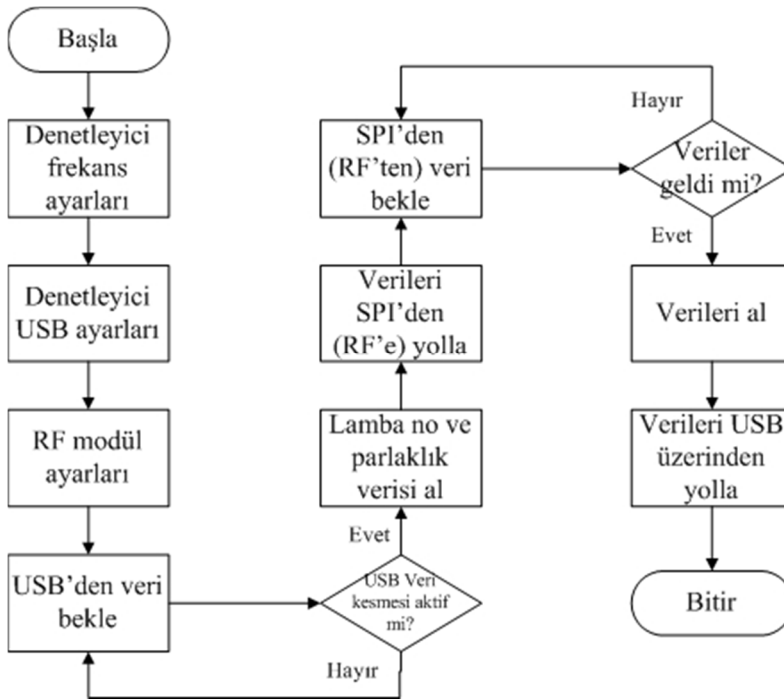 Başla
Denetleyici
frekans
ayarları
Denetleyici
USB ayarları
RF modül
ayarları
USB'den veri
bekle
USB Veri
kesmesi aktif
mi?
Hayır
Evet
Lamba no ve
parlaklık
verisi al
Verileri
SPI'den
(RF'e) yolla
SPI'den
(RF'ten) veri
bekle
Veriler
geldi mi?
Hayır
Evet
Verileri al
Verileri USB
üzerinden
yolla
Bitir